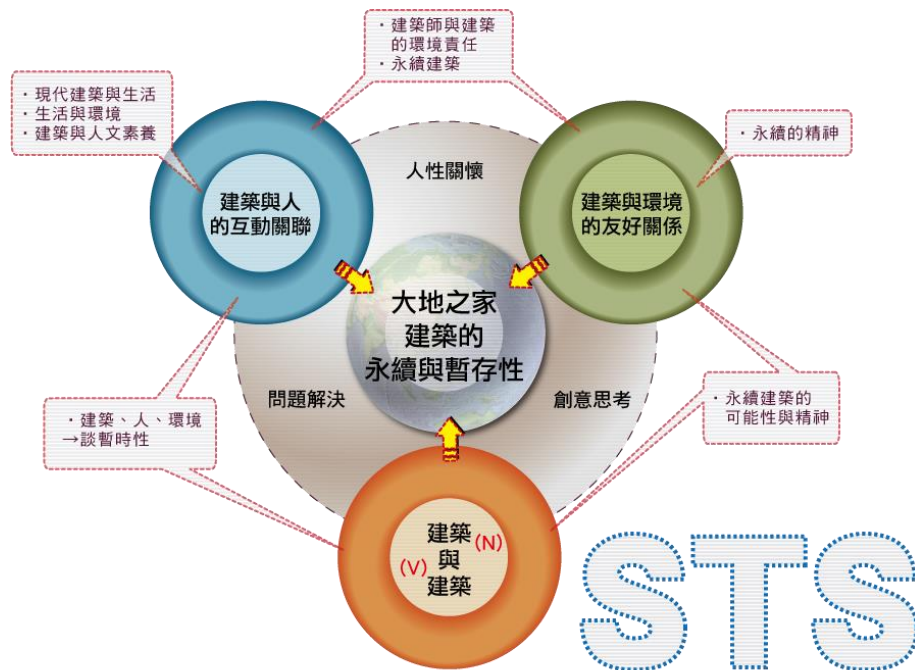 ・建築師與建築
的環境責任
・永續建築
・現代建築與生活
・生活與環境
・建築與人文素養
・永續的精神
人性關懷
建築與人
的互動關聯
建築與環境
的友好關係
大地之家
建築的
永續與暫存性
問題解決
創意思考
・建築、人、環境
→談暫時性
・永續建築的
可能性與精神
建築 (N)
與
(V) 建築
STS